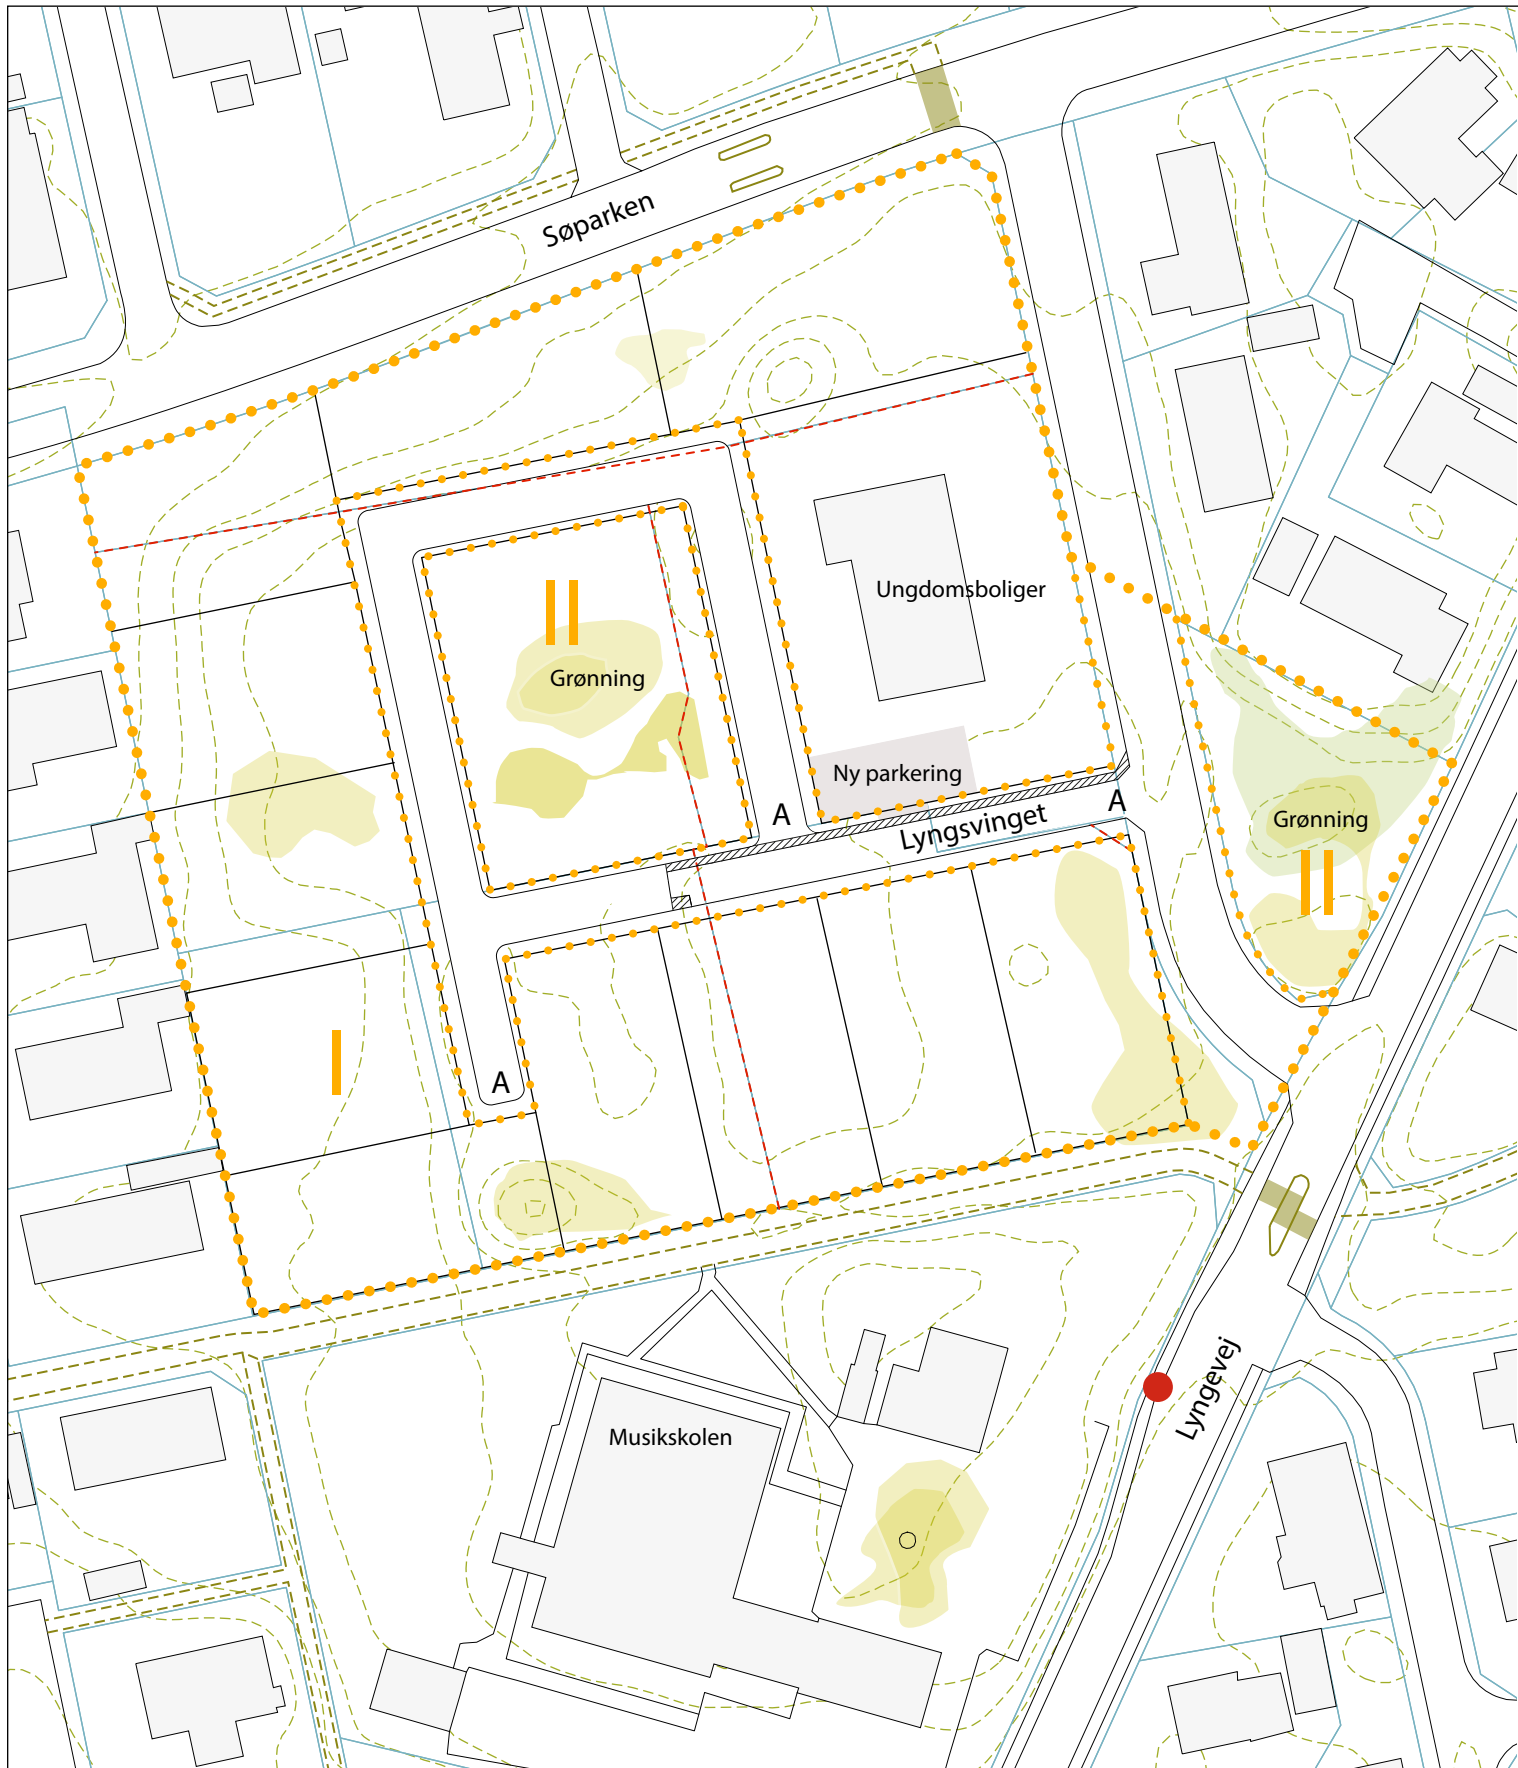 Søparken
Ungdomsboliger
II
Grønning
Ny parkering
A
A
Lyngsvinget
Grønning
II
I
A
Lyngevej
Musikskolen